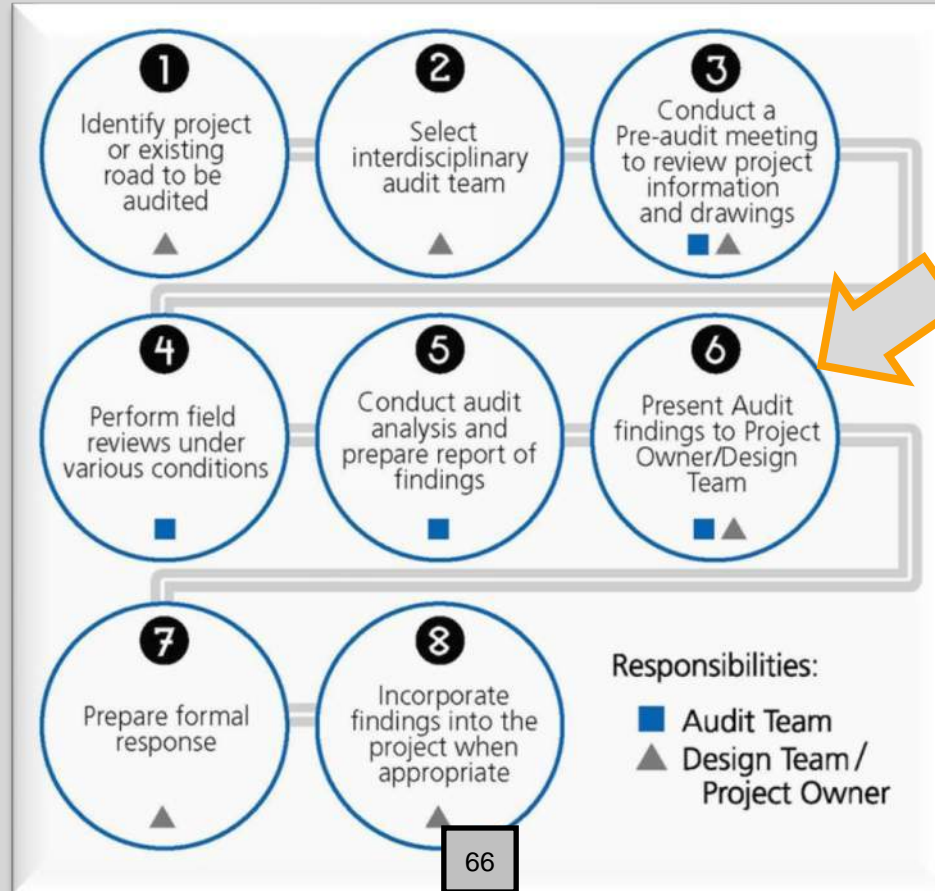 1
Identify project
or existing
road to be
audited
2
Select
interdisciplinary
audit team
3
Conduct a
Pre-audit meeting
to review project
information
and drawings
4
Perform field
reviews under
various conditions
5
Conduct audit
analysis and
prepare report of
findings
6
Present Audit
findings to Project
Owner/Design
Team
7
Prepare formal
response
8
Incorporate
findings into the
project when
appropriate
Responsibilities:
Audit Team
Design Team/
Project Owner
66